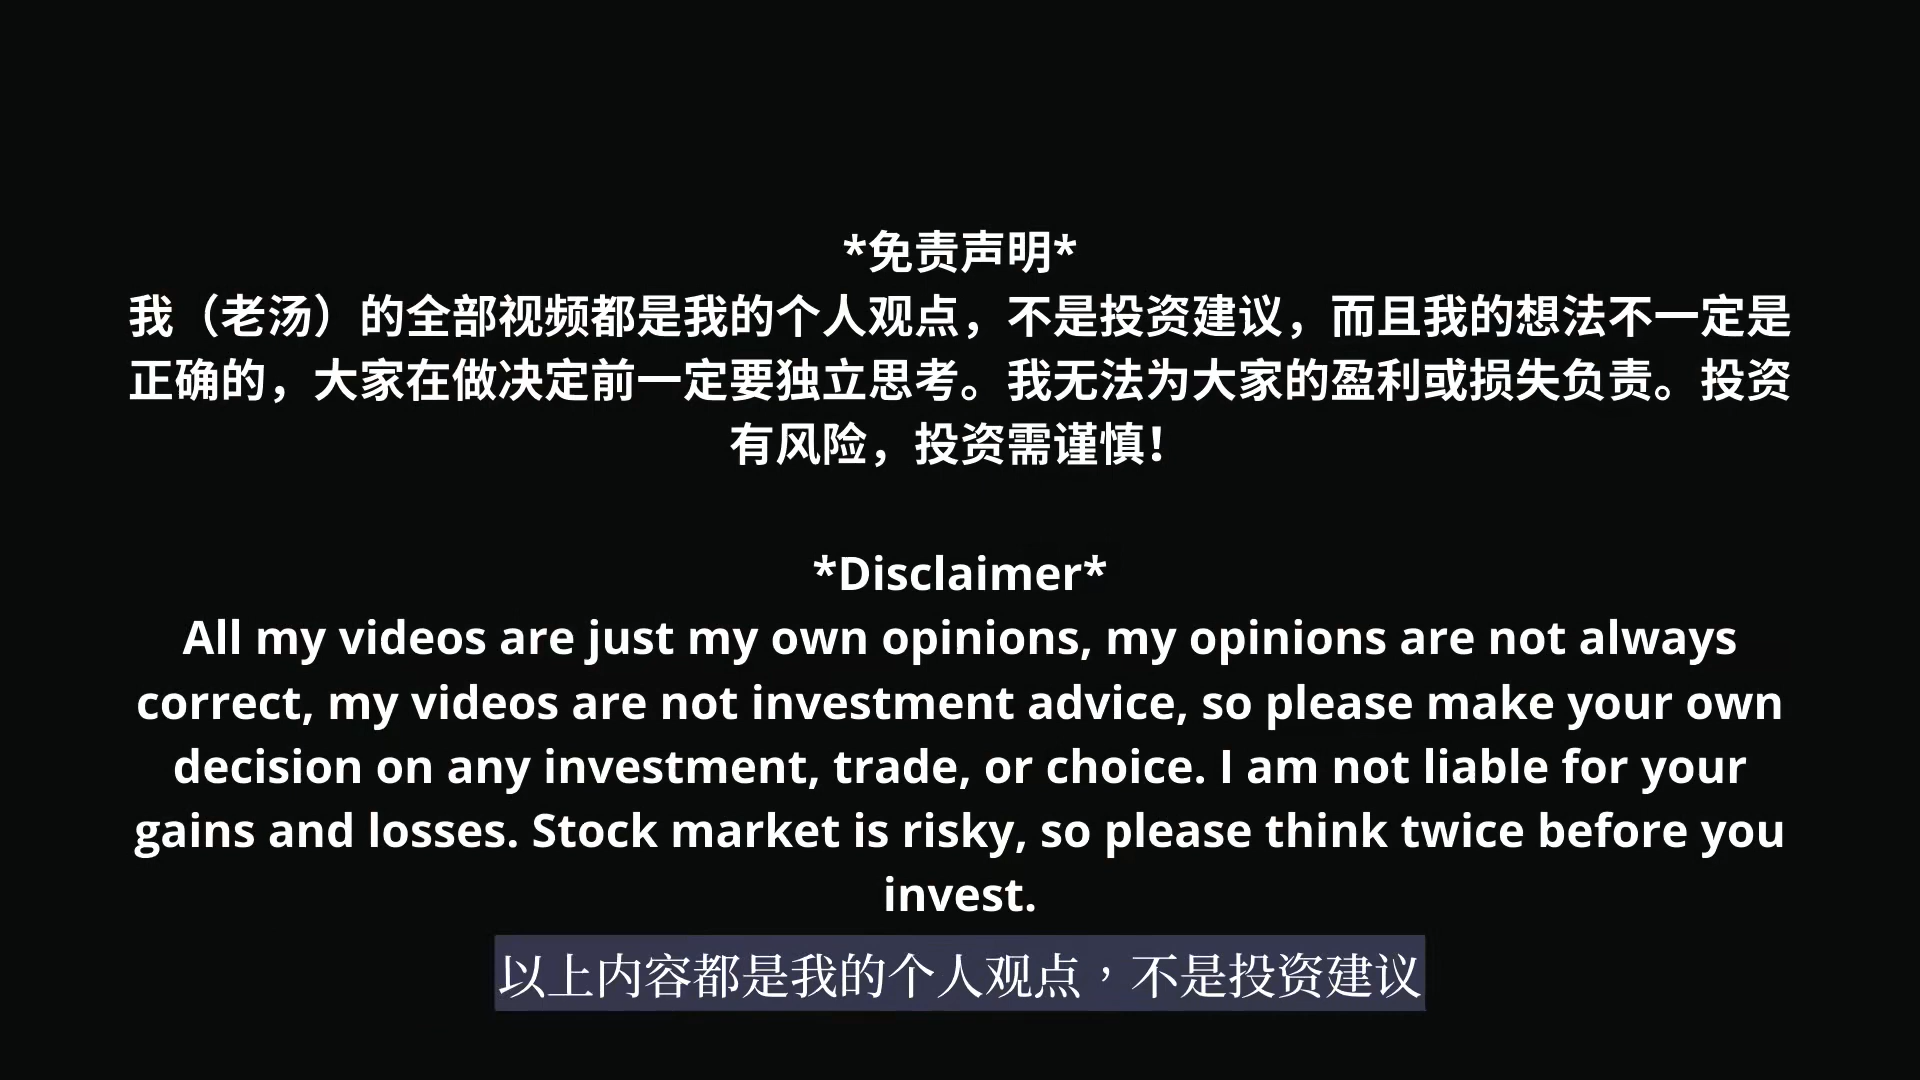 *免责声明*
我（老汤）的全部视频都是我的个人观点，不是投资建议，而且我的想法不一定是
正确的，大家在做决定前一定要独立思考。我无法为大家的盈利或损失负责。投资
有风险，投资需谨慎！
*Disclaimer*
All my videos are just my own opinions, my opinions are not always
correct, my videos are not investment advice, so please make your own
decision on any investment, trade, or choice. I am not liable for your
gains and losses. Stock market is risky, so please think twice before you
invest.
以上内容都是我的个人观点，不是投资建议